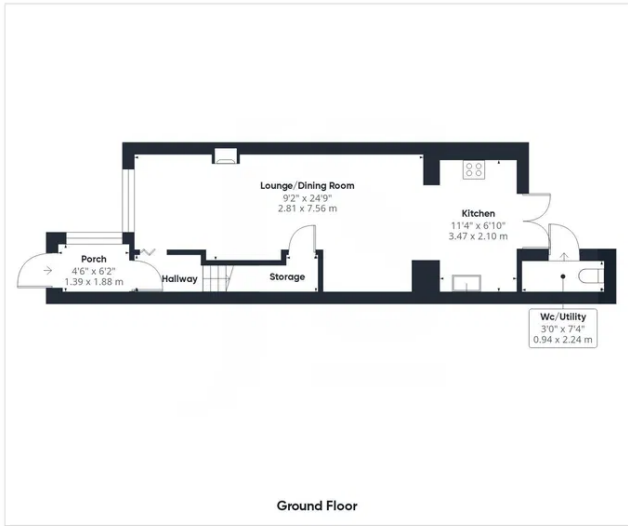 Lounge/Dining Room
9'2" x 24'9"
2.81 x 7.56 m
Kitchen
11'4" x 6'10"
3.47 x 2.10 m
Porch
4'6" x 6'2"
1.39 x 1.88 m
Hallway
Storage
Wc/Utility
3'0" x 7'4"
0.94 x 2.24 m
Ground Floor